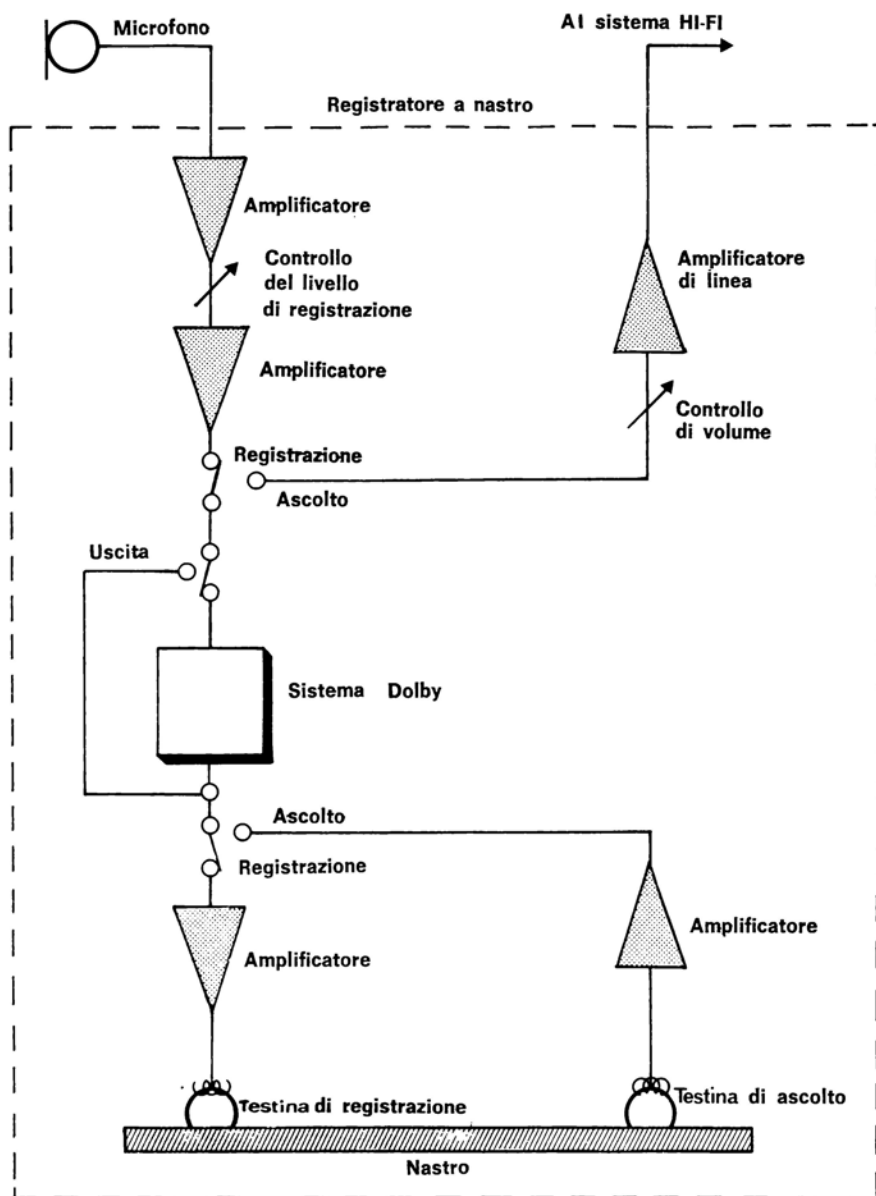 Microfono
Al sistema HI-FI
Registratore a nastro
Amplificatore
Controllo
del livello
di registrazione
Amplificatore
di linea
Amplificatore
Controllo
di volume
Registrazione
Ascolto
Uscita
Sistema Dolby
Ascolto
Registrazione
Amplificatore
Amplificatore
Testina di registrazione
Testina di ascolto
Nastro